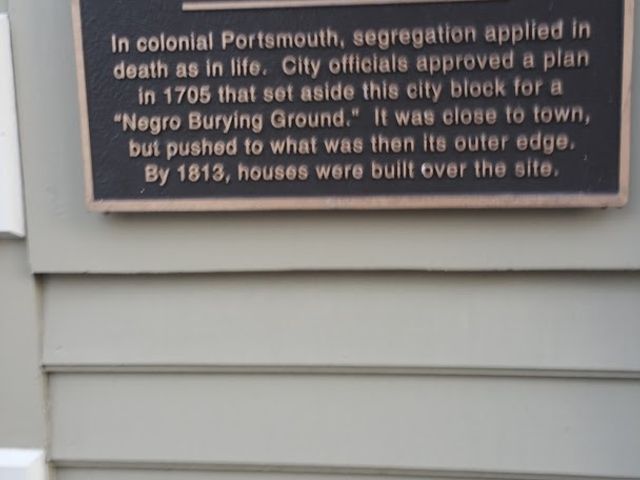 In colonial Portsmouth, segregation applied in
death as in life. City officials approved a plan
in 1705 that set aside this city block for a
"Negro Burying Ground." It was close to town,
but pushed to what was then its outer edge.
By 1813, houses were built over the site.